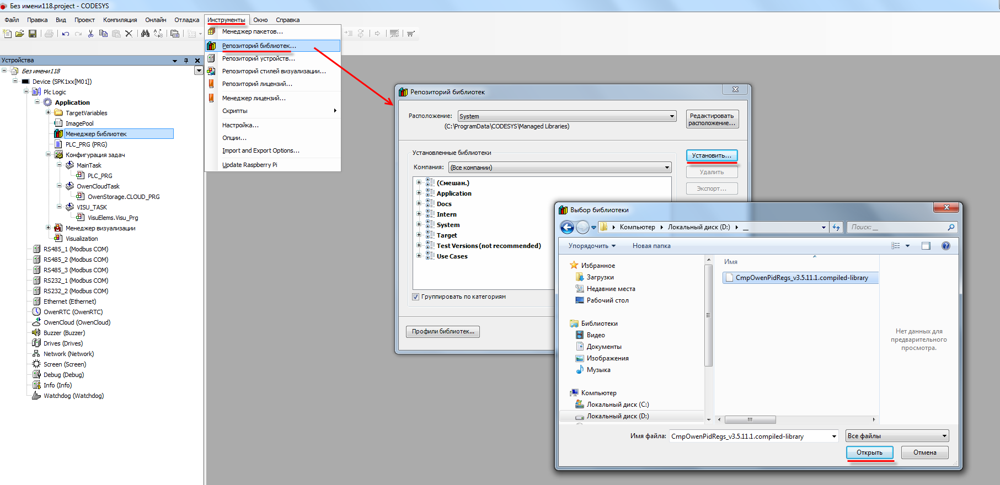 Без имени118.project - CODESYS
Файл Правка Вид Проект Компиляция Онлайн Отладка Инструменты Окно Справка
Менеджер пакетов...
Репозиторий библиотек...
Репозиторий устройств...
Репозиторий стилей визуализации...
Репозиторий лицензий...
Менеджер лицензий...
Скрипты
Настройка...
Опции...
Import and Export Options...
Update Raspberry Pi
Устройства
Без имени118
Device (SPK1xx[M01])
Plc Logic
Application
TargetVariables
ImagePool
Менеджер библиотек
PLC_PRG (PRG)
Конфигурация задач
MainTask
PLC_PRG
OwenCloudTask
OwenStorage.CLOUD_PRG
VISU_TASK
VisuElems.Visu_Prg
Менеджер визуализации
Visualization
RS485_1 (Modbus COM)
RS485_2 (Modbus COM)
RS485_3 (Modbus COM)
RS232_1 (Modbus COM)
RS232_2 (Modbus COM)
Ethernet (Ethernet)
OwenRTC (OwenRTC)
OwenCloud (OwenCloud)
Buzzer (Buzzer)
Drives (Drives)
Network (Network)
Screen (Screen)
Debug (Debug)
Info (Info)
Watchdog (Watchdog)
Репозиторий библиотек
Расположение: System
(C:\ProgramData\CODESYS\Managed Libraries)
Редактировать
расположение...
Установленные библиотеки
Компания: (Все компании)
Установить...
Удалить
Экспорт...
(Смешан.)
Application
Docs
Intern
System
Target
Test Versions (not recommended)
Use Cases
Группировать по категориям
Профили библиотек...
Выбор библиотеки
Компьютер Локальный диск (D:) __
Поиск: __
Упорядочить Новая папка
Избранное
Загрузки
Недавние места
Рабочий стол
Библиотеки
Видео
Документы
Изображения
Музыка
Компьютер
Локальный диск (C:)
Локальный диск (D:)
Имя
CmpOwenPidRegs_v3.5.11.1.compiled-library
Нет данных для
предварительного
просмотра.
Имя файла: CmpOwenPidRegs_v3.5.11.1.compiled-library
Все файлы
Открыть
Отмена